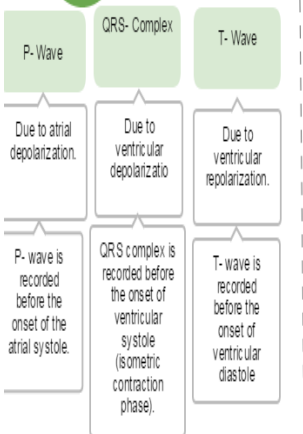 P- Wave
Due to atrial
depolarization.
P- wave is
recorded
before the
onset of the
atrial systole.
QRS- Complex
Due to
ventricular
depolarizatio
QRS complex is
recorded before
the onset of
ventricular
systole
(isometric
contraction
phase).
T- Wave
Due to
ventricular
repolarization.
T- wave is
recorded
before the
onset of
ventricular
diastole